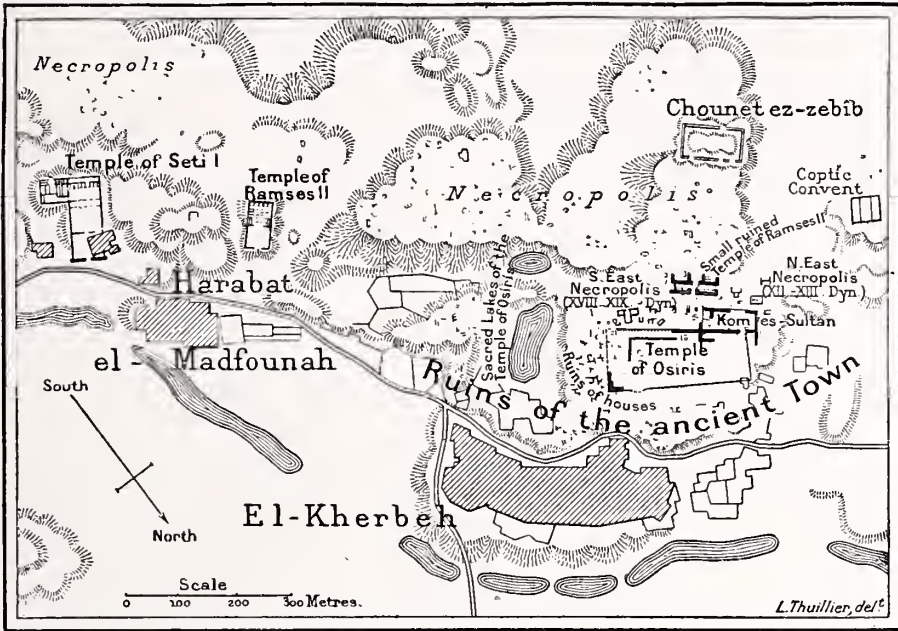 Necropolis
Chounet ez-zebîb
Temple of Seti I
Temple of
Ramses II
Necropolis
Coptic
Convent
Small ruined
Temple of Ramses II
Harabat
el-Madfounah
Sacred Lakes of the
Temple of Osiris
S. East
Necropolis
(XVIII-XIX Dyn)
N. East
Necropolis
(XII-XIII Dyn)
Kom es-Sultan
Temple
of Osiris
Ruins of houses
Ruins of the ancient Town
South
North
El-Kherbeh
Scale
0 100 200 300 Metres.
L. Thuillier, delt